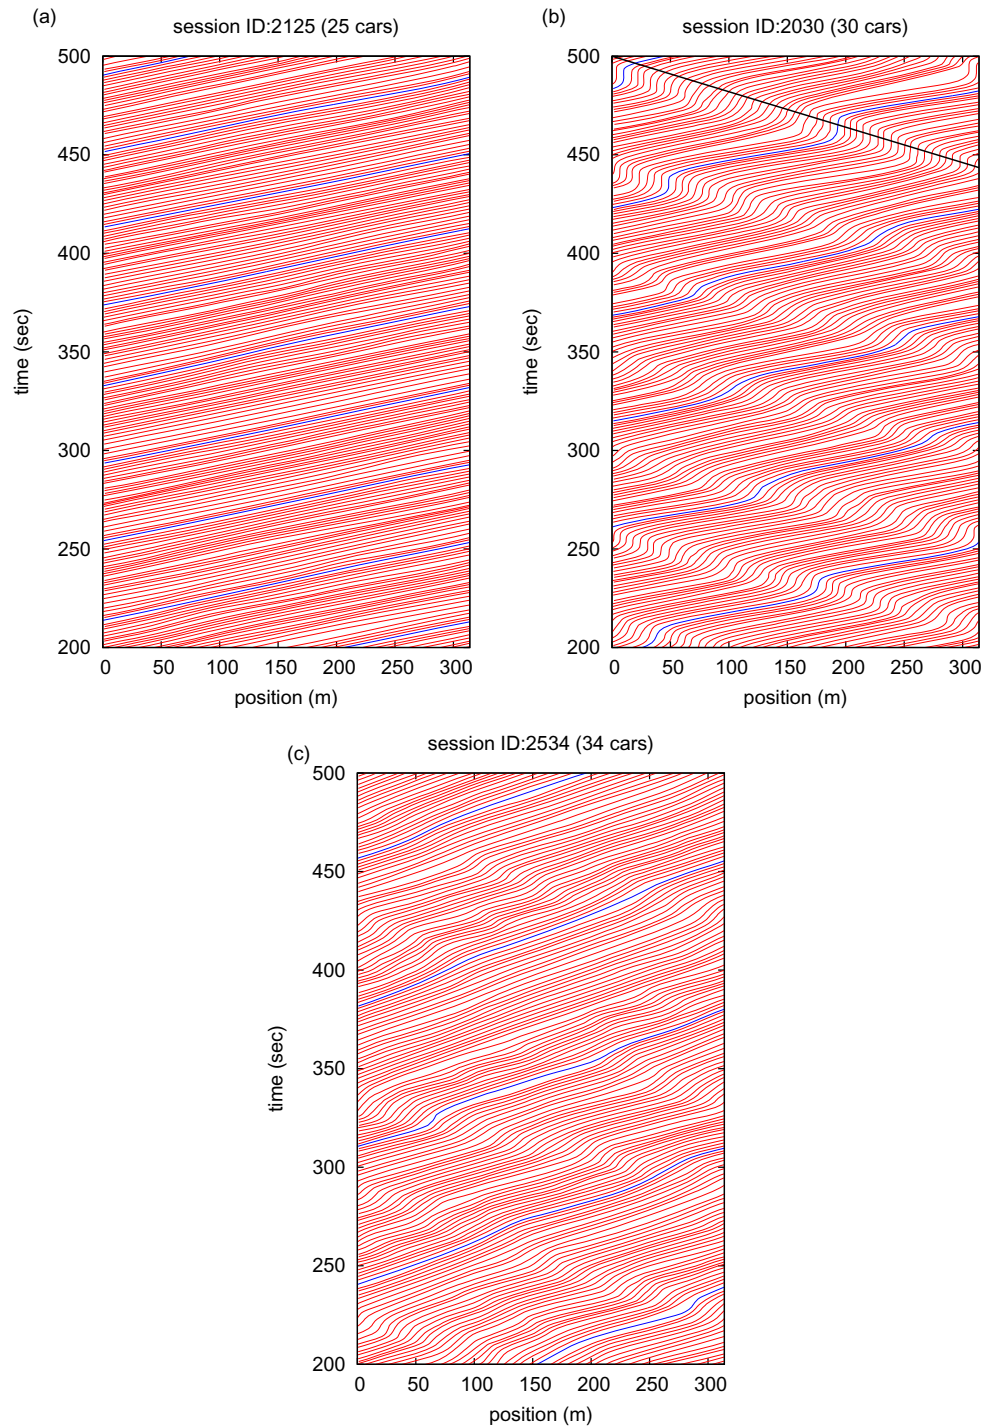 (a)
session ID:2125 (25 cars)
500
450
400
350
300
250
200
time (sec)
0 50 100 150 200 250 300
position (m)
(b)
session ID:2030 (30 cars)
500
450
400
350
300
250
200
time (sec)
0 50 100 150 200 250 300
position (m)
(c)
session ID:2534 (34 cars)
500
450
400
350
300
250
200
time (sec)
0 50 100 150 200 250 300
position (m)